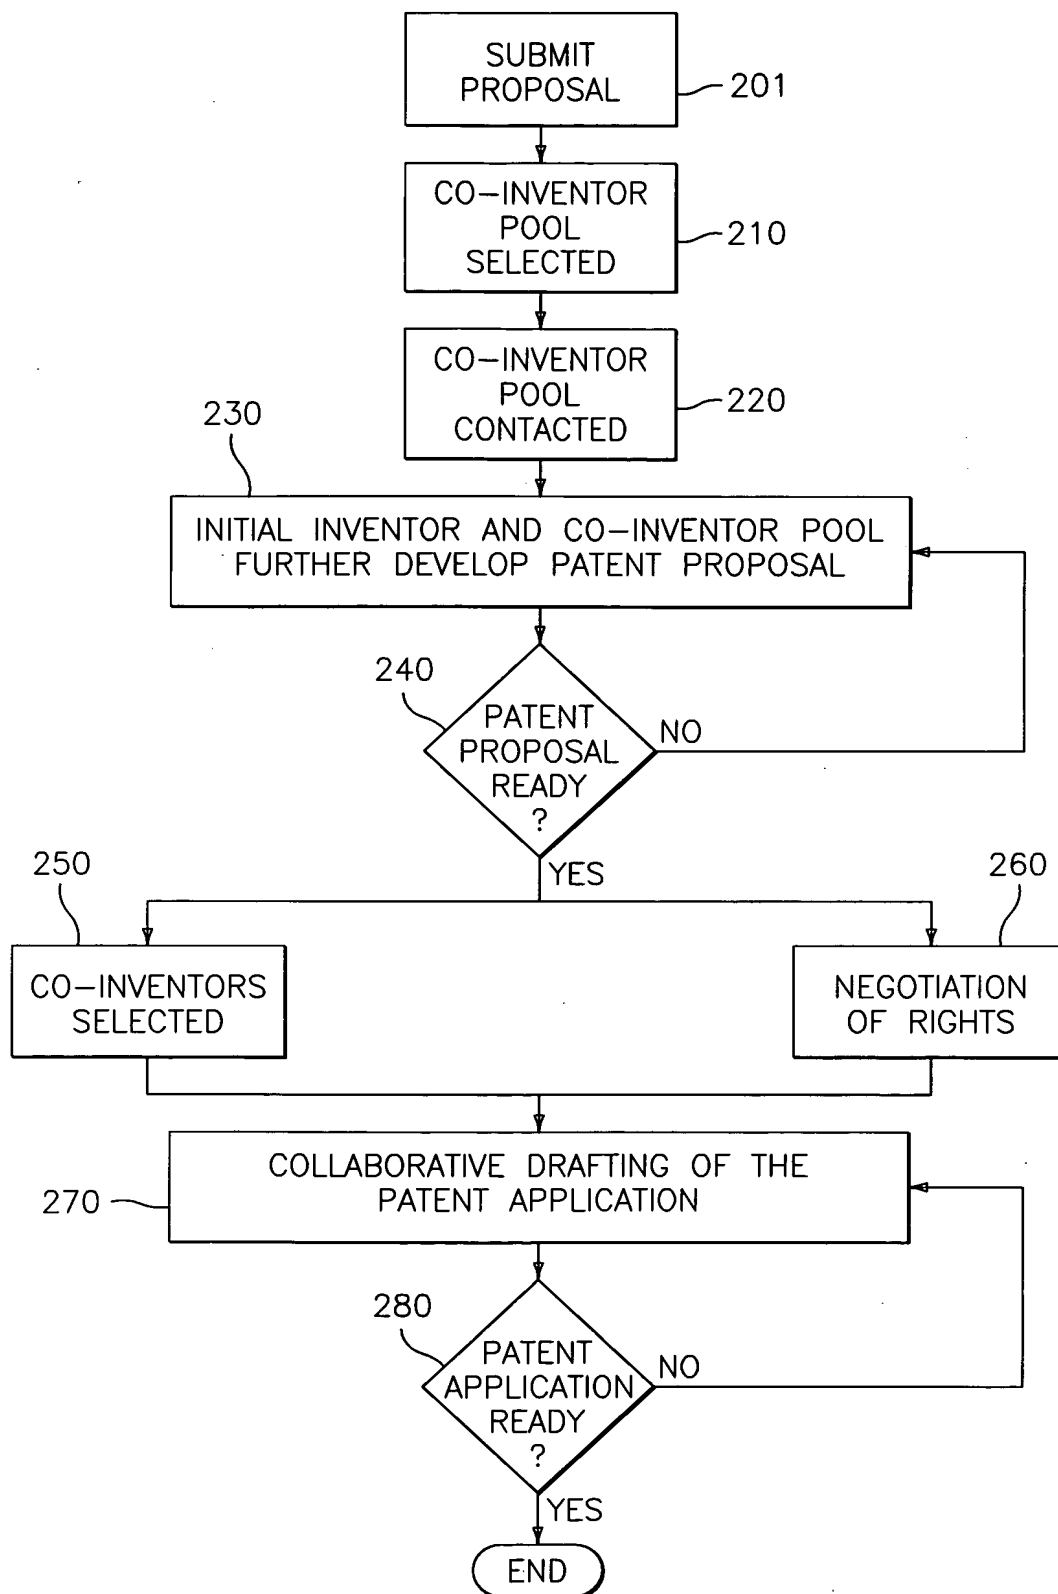 SUBMIT
PROPOSAL
201
CO-INVENTOR
POOL
SELECTED
210
CO-INVENTOR
POOL
CONTACTED
220
230
INITIAL INVENTOR AND CO-INVENTOR POOL
FURTHER DEVELOP PATENT PROPOSAL
240
PATENT
PROPOSAL
READY
?
NO
YES
250
CO-INVENTORS
SELECTED
260
NEGOTIATION
OF RIGHTS
270
COLLABORATIVE DRAFTING OF THE
PATENT APPLICATION
280
PATENT
APPLICATION
READY
?
NO
YES
END